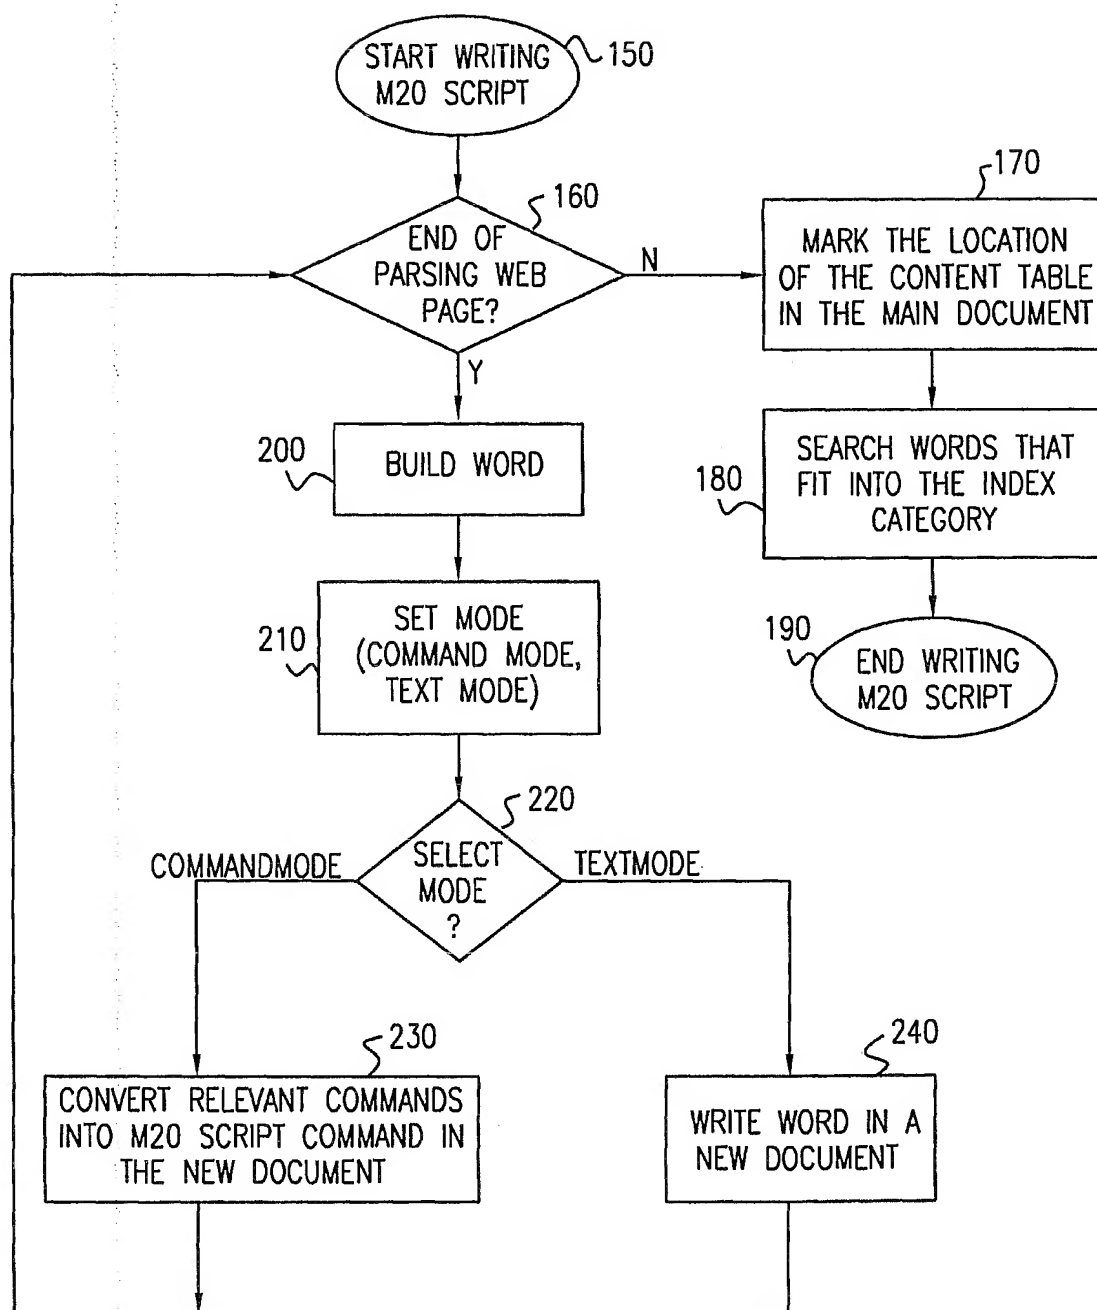 START WRITING
M20 SCRIPT
150
160
END OF
PARSING WEB
PAGE?
N
Y
170
MARK THE LOCATION
OF THE CONTENT TABLE
IN THE MAIN DOCUMENT
200
BUILD WORD
180
SEARCH WORDS THAT
FIT INTO THE INDEX
CATEGORY
210
SET MODE
(COMMAND MODE,
TEXT MODE)
190
END WRITING
M20 SCRIPT
220
SELECT
MODE
?
COMMANDMODE
TEXTMODE
230
CONVERT RELEVANT COMMANDS
INTO M20 SCRIPT COMMAND IN
THE NEW DOCUMENT
240
WRITE WORD IN A
NEW DOCUMENT